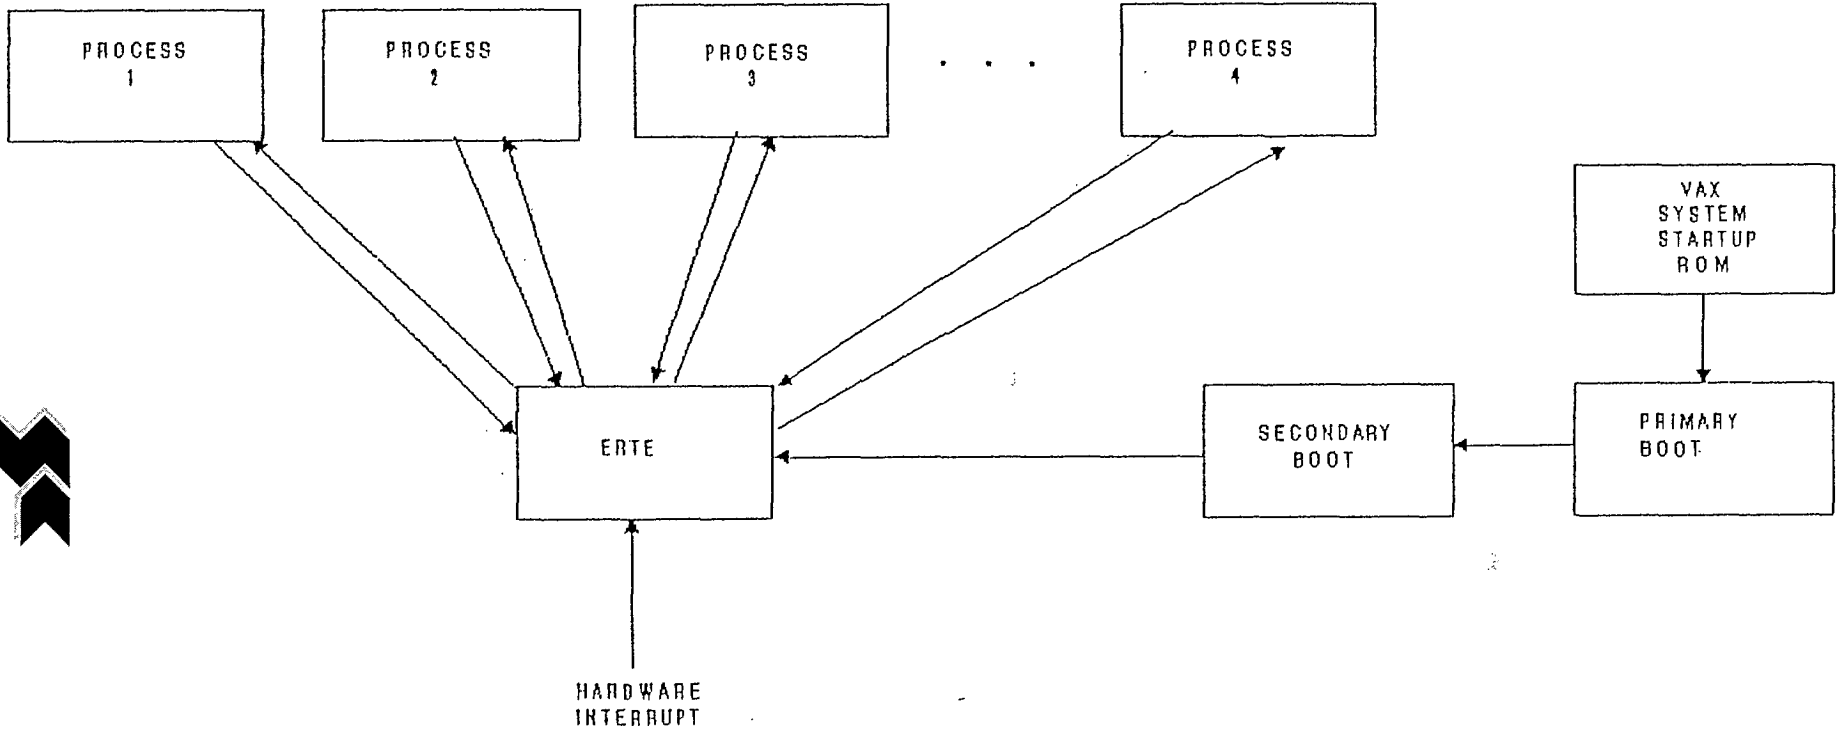 PROCESS
1
PROCESS
2
PROCESS
3
. . .
PROCESS
4
VAX
SYSTEM
STARTUP
ROM
ERTE
SECONDARY
BOOT
PRIMARY
BOOT
HARDWARE
INTERRUPT